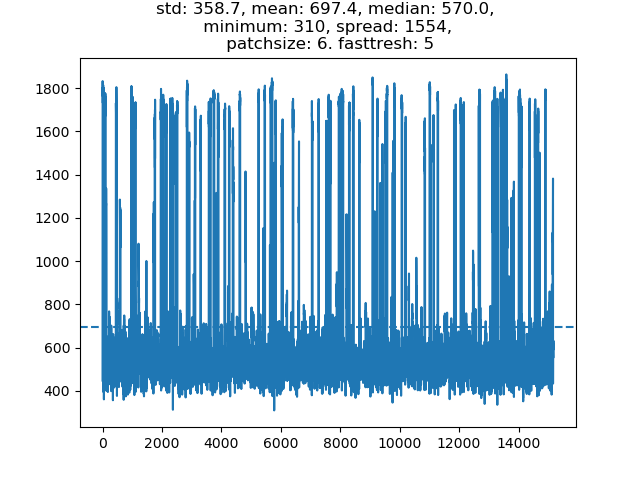 std: 358.7, mean: 697.4, median: 570.0,
minimum: 310, spread: 1554,
patchsize: 6. fasttresh: 5
1800
1600
1400
1200
1000
800
600
400
0 2000 4000 6000 8000 10000 12000 14000